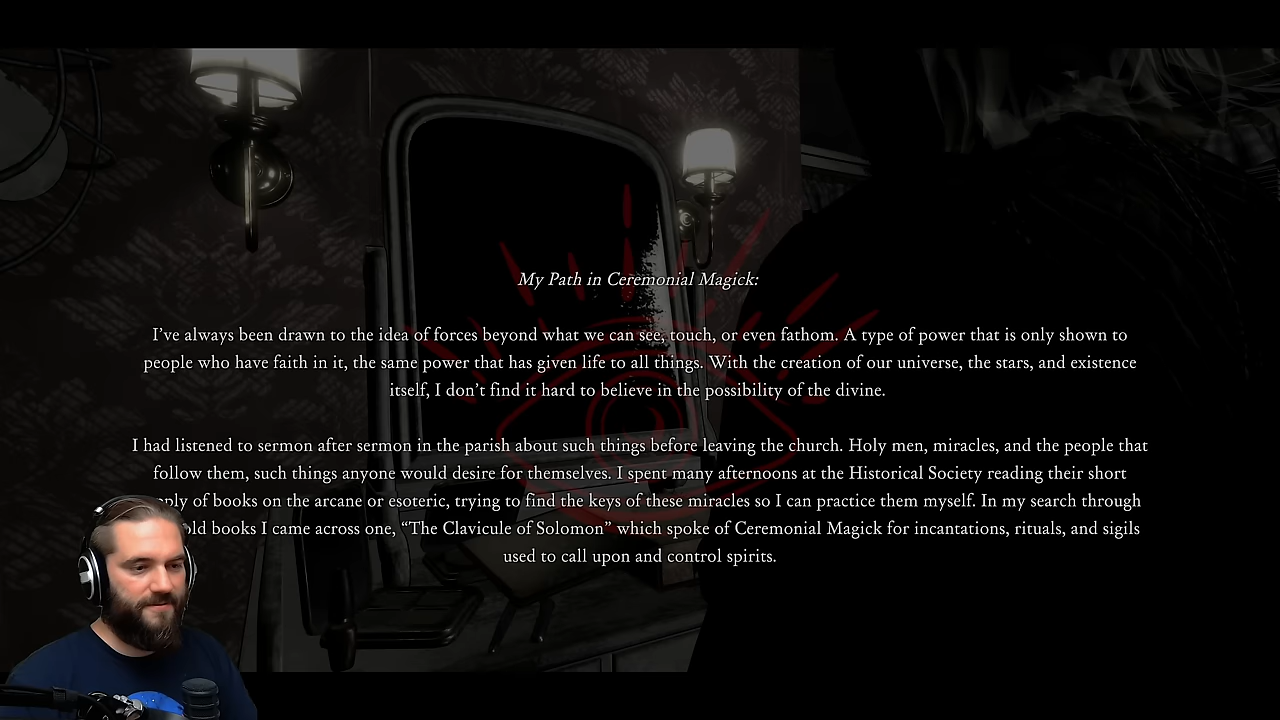 My Path in Ceremonial Magick:
I've always been drawn to the idea of forces beyond what we can see, touch, or even fathom. A type of power that is only shown to
people who have faith in it, the same power that has given life to all things. With the creation of our universe, the stars, and existence
itself, I don't find it hard to believe in the possibility of the divine.
I had listened to sermon after sermon in the parish about such things before leaving the church. Holy men, miracles, and the people that
follow them, such things anyone would desire for themselves. I spent many afternoons at the Historical Society reading their short
of books on the arcane or esoteric, trying to find the keys of these miracles so I can practice them myself. In my search through
books I came across one, “The Clavicule of Solomon” which spoke of Ceremonial Magick for incantations, rituals, and sigils
used to call upon and control spirits.